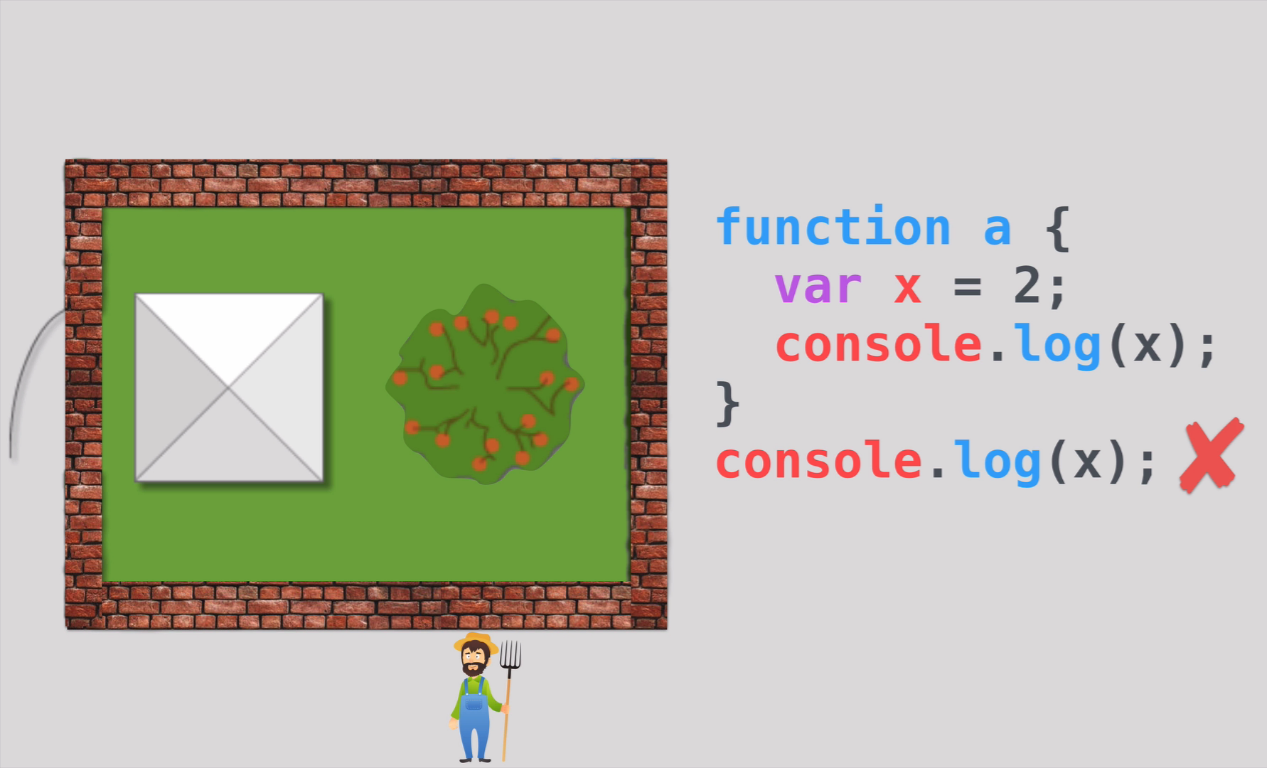 function a {
var x = 2;
console.log(x);
}
console.log(x);